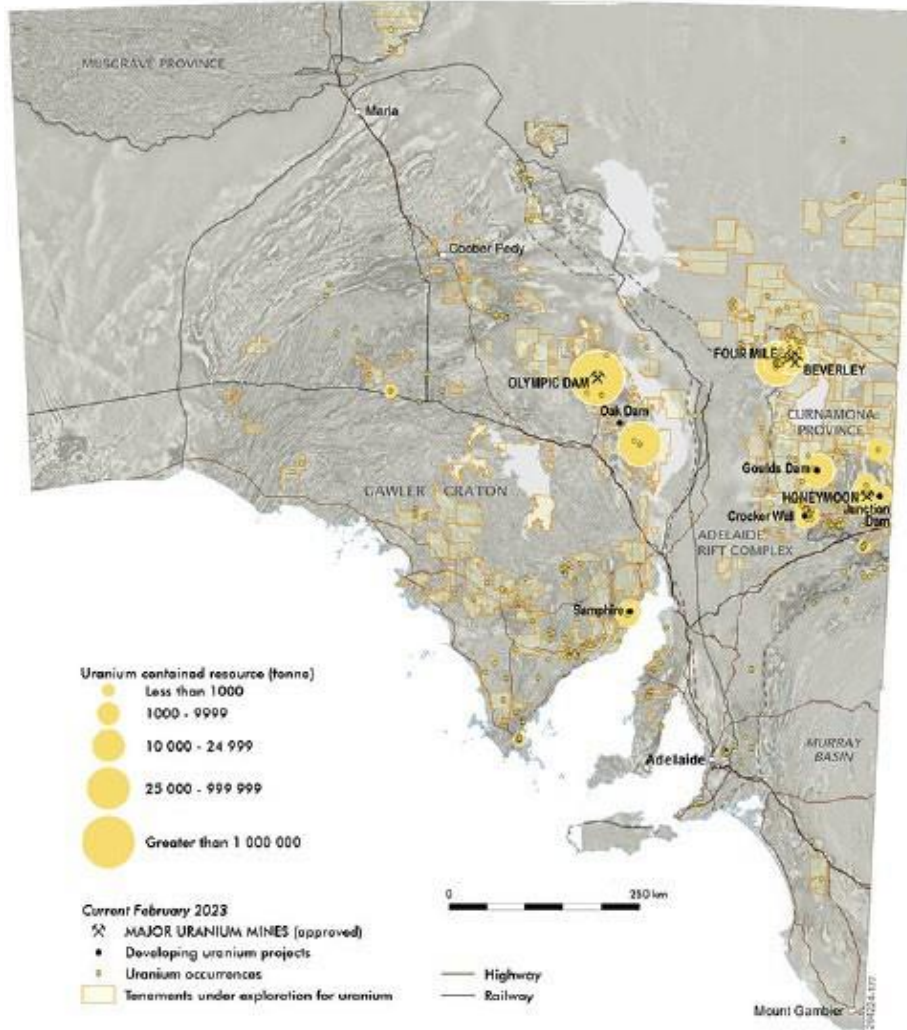 MUSGRAVE PROVINCE
Marla
Coober Pedy
FOUR MILE
BEVERLEY
OLYMPIC DAM
Oak Dam
CURNAMONA
PROVINCE
Goulds Dam
GAWLER CRATON
HONEYMOON
Junction
Dam
Crocker Well
ADELAIDE
RIFT COMPLEX
Samphire
Uranium contained resource (tonne)
Less than 1000
1000 - 9999
10 000 - 24 999
25 000 - 999 999
Greater than 1 000 000
MURRAY
BASIN
Adelaide
0 250 km
Current February 2023
MAJOR URANIUM MINES (approved)
Developing uranium projects
Uranium occurrences
Tenements under exploration for uranium
Highway
Railway
Mount Gambier